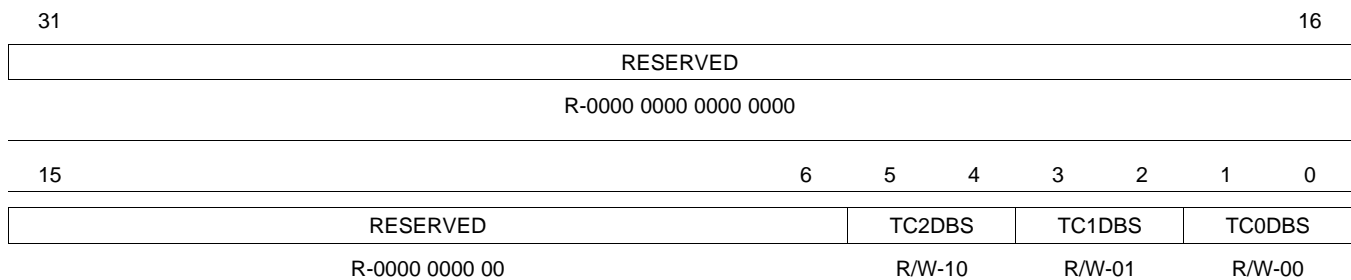 31 16
RESERVED
R-0000 0000 0000 0000
15 6 5 4 3 2 1 0
RESERVED TC2DBS TC1DBS TC0DBS
R-0000 0000 00 R/W-10 R/W-01 R/W-00